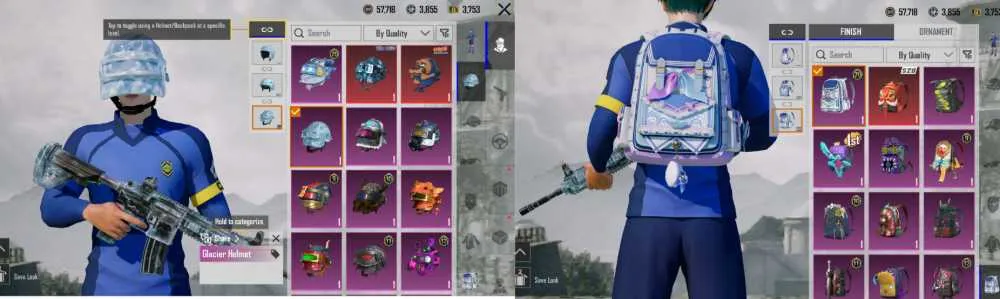 57,718
3,855
3,753
Tap to toggle using a Helmet/Backpack at a specific
level.
Search
By Quality
Hold to categorize
Share
Glacier Helmet
Save Look
57,718
3,855
3,753
FINISH
ORNAMENT
Search
By Quality
1st
Save Look